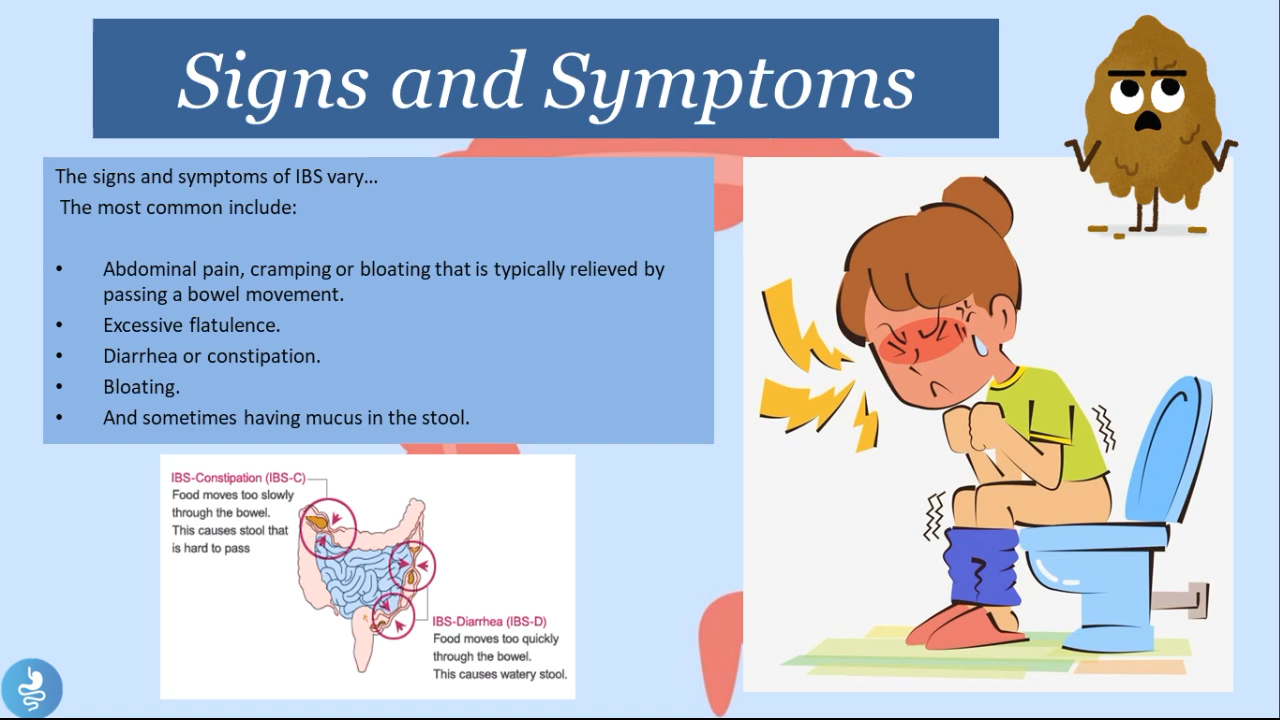 Signs and Symptoms
The signs and symptoms of IBS vary...
The most common include:
• Abdominal pain, cramping or bloating that is typically relieved by
passing a bowel movement.
• Excessive flatulence.
• Diarrhea or constipation.
• Bloating.
• And sometimes having mucus in the stool.
IBS-Constipation (IBS-C)
Food moves too slowly
through the bowel.
This causes stool that
is hard to pass
IBS-Diarrhea (IBS-D)
Food moves too quickly
through the bowel.
This causes watery stool.